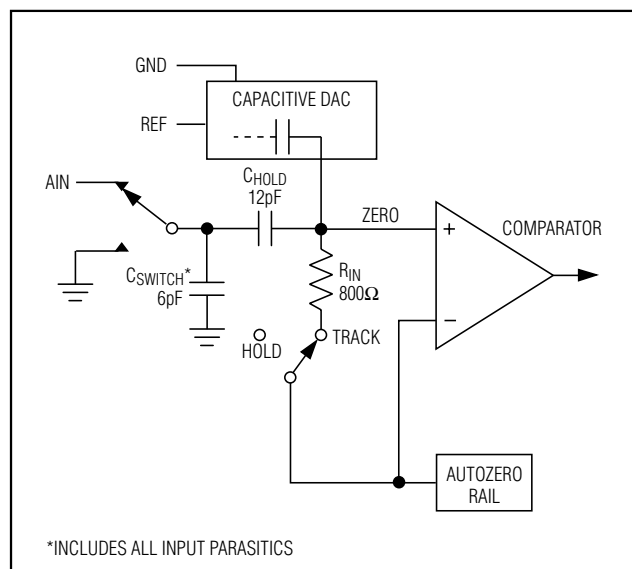 GND
CAPACITIVE DAC
REF
AIN
CHOLD
12pF
ZERO
COMPARATOR
+
CSWITCH*
6pF
RIN
800Ω
−
HOLD
TRACK
AUTOZERO
RAIL
*INCLUDES ALL INPUT PARASITICS